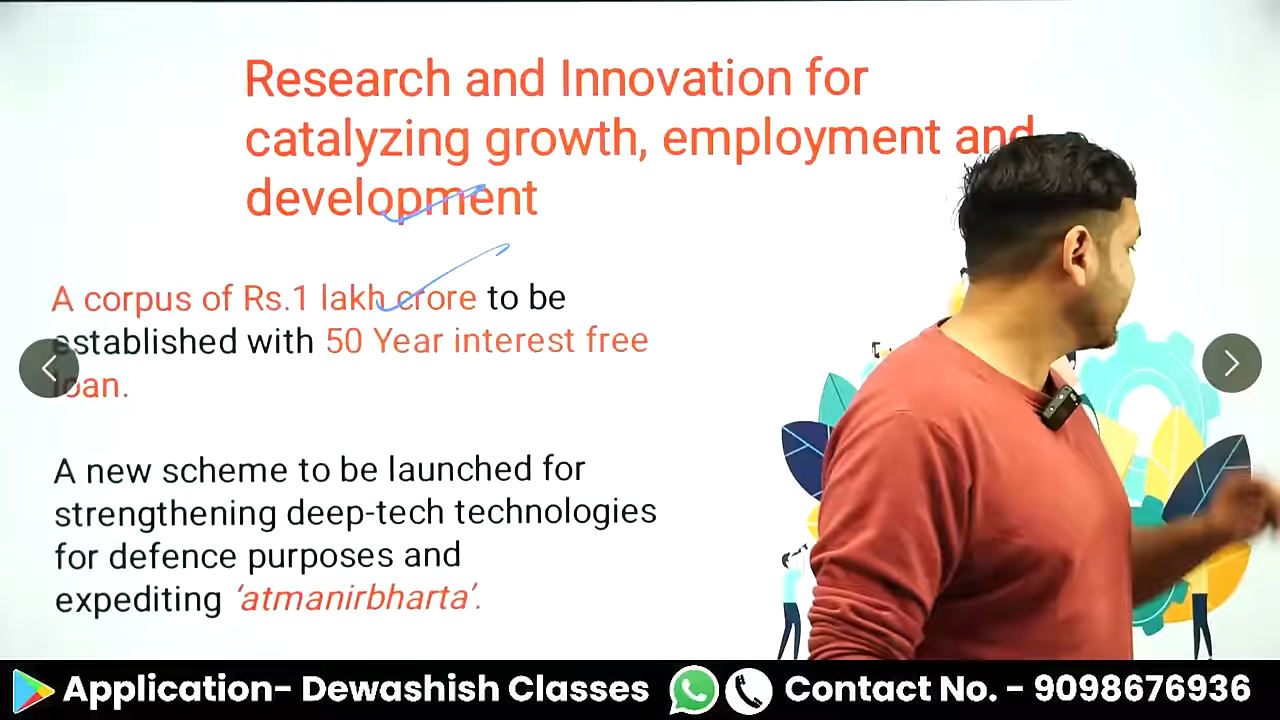 Research and Innovation for
catalyzing growth, employment and
development
A corpus of Rs.1 lakh crore to be
established with 50 Year interest free
loan.
A new scheme to be launched for
strengthening deep-tech technologies
for defence purposes and
expediting ‘atmanirbharta’.
Application- Dewashish Classes Contact No. - 9098676936